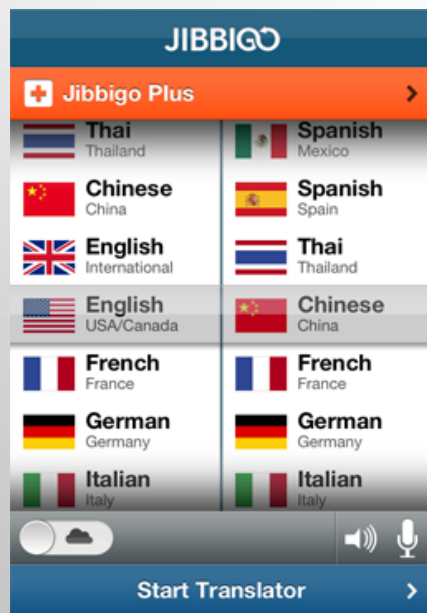 JIBBIGO
Jibbigo Plus
Thai
Thailand
Spanish
Mexico
Chinese
China
Spanish
Spain
English
International
Thai
Thailand
English
USA/Canada
Chinese
China
French
France
French
France
German
Germany
German
Germany
Italian
Italy
Italian
Italy
Start Translator